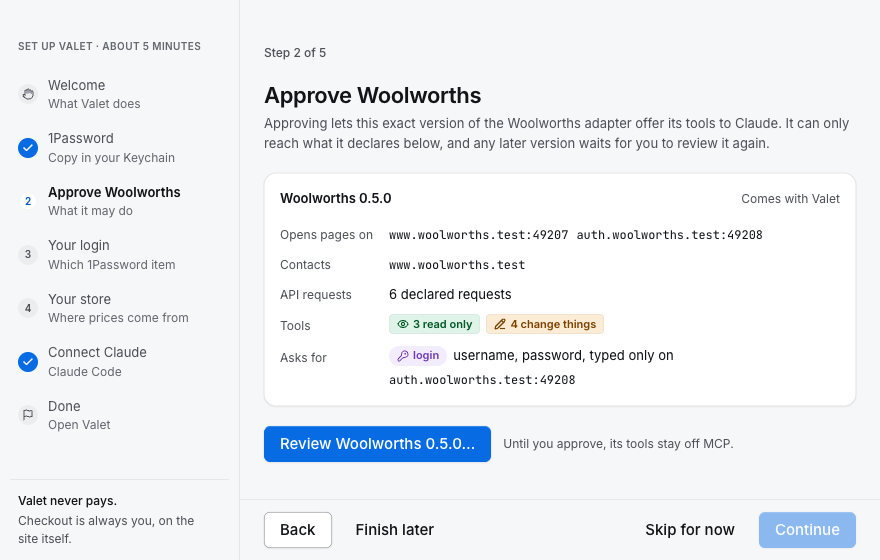 SET UP VALET · ABOUT 5 MINUTES
Welcome
What Valet does
1Password
Copy in your Keychain
2
Approve Woolworths
What it may do
3
Your login
Which 1Password item
4
Your store
Where prices come from
Connect Claude
Claude Code
Done
Open Valet
Valet never pays.
Checkout is always you, on the
site itself.
Step 2 of 5
Approve Woolworths
Approving lets this exact version of the Woolworths adapter offer its tools to Claude. It can only
reach what it declares below, and any later version waits for you to review it again.
Woolworths 0.5.0
Comes with Valet
Opens pages on www.woolworths.test:49207 auth.woolworths.test:49208
Contacts www.woolworths.test
API requests 6 declared requests
Tools 3 read only 4 change things
Asks for login username, password, typed only on
auth.woolworths.test:49208
Review Woolworths 0.5.0... Until you approve, its tools stay off MCP.
Back Finish later Skip for now Continue